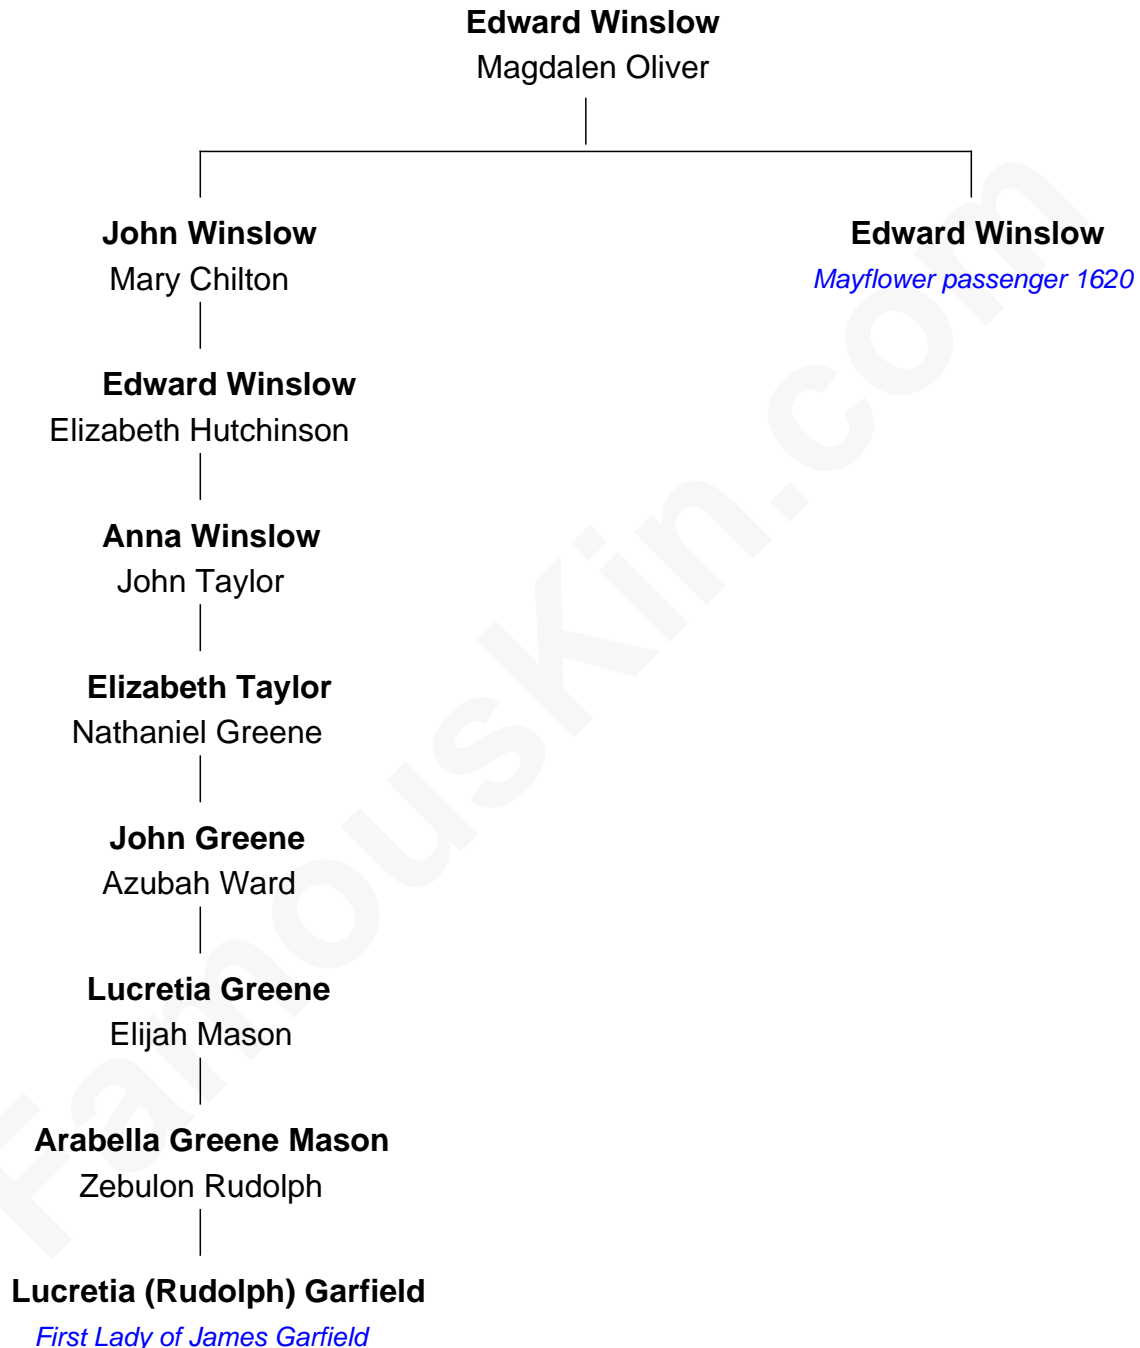 Edward Winslow
Magdalen Oliver
John Winslow
Mary Chilton
Edward Winslow
Mayflower passenger 1620
Edward Winslow
Elizabeth Hutchinson
Anna Winslow
John Taylor
Elizabeth Taylor
Nathaniel Greene
John Greene
Azubah Ward
Lucretia Greene
Elijah Mason
Arabella Greene Mason
Zebulon Rudolph
Lucretia (Rudolph) Garfield
First Lady of James Garfield
FamousKin.com